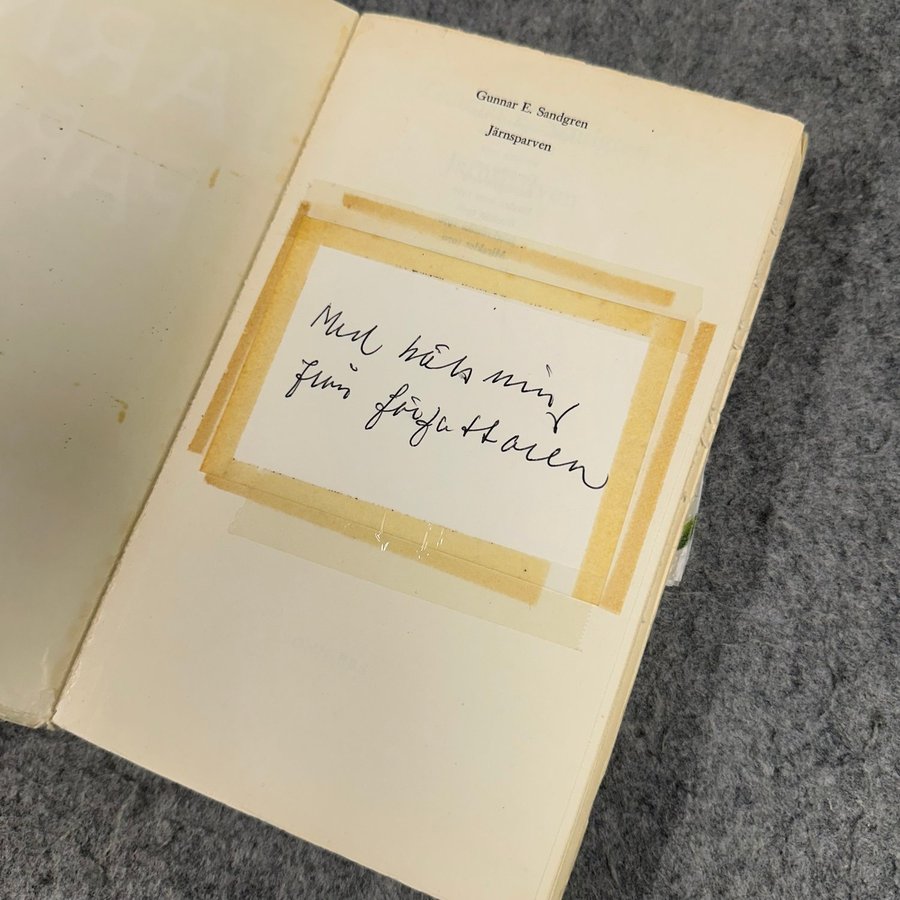 Gunnar E. Sandgren
Järnsparven
Med hälsning
från författaren